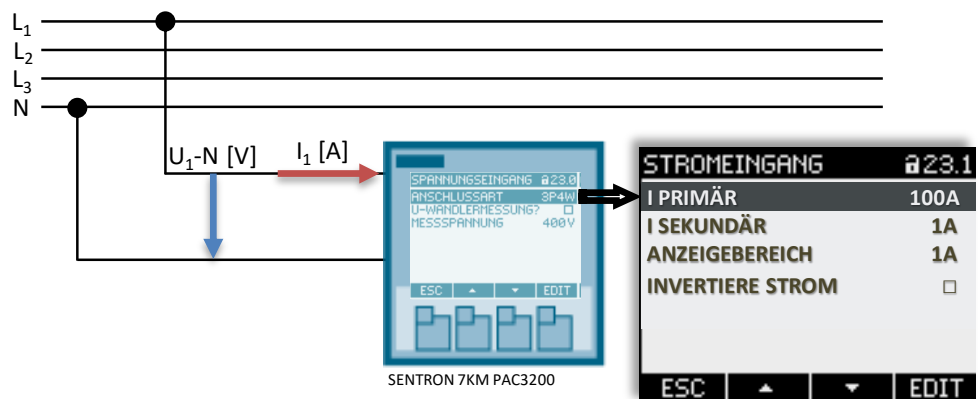 L1
L2
L3
N
U1-N [V]
I1 [A]
SPANNUNGSEINGANG 23.0
ANSCHLUSSART 3P4W
U-WANDLERMESSUNG? □
MESSSPANNUNG 400V
ESC ▲ ▼ EDIT
SENTRON 7KM PAC3200
STROMEINGANG 23.1
I PRIMÄR 100A
I SEKUNDÄR 1A
ANZEIGEBEREICH 1A
INVERTIERE STROM □
ESC ▲ ▼ EDIT